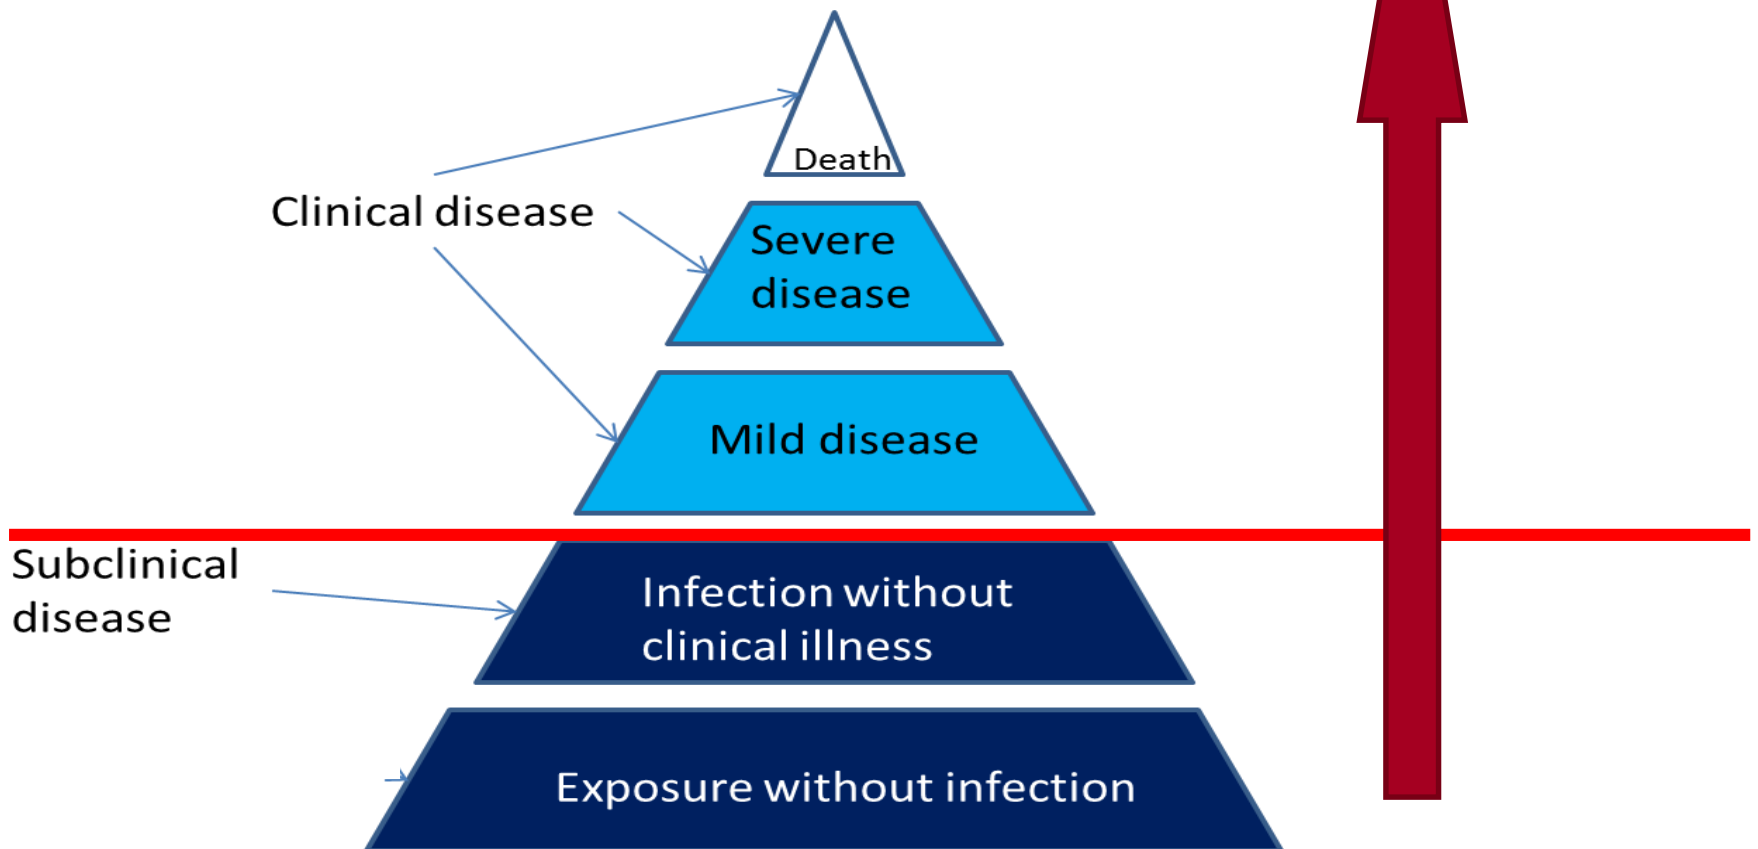 Death
Clinical disease
Severe
disease
Mild disease
Subclinical
disease
Infection without
clinical illness
Exposure without infection